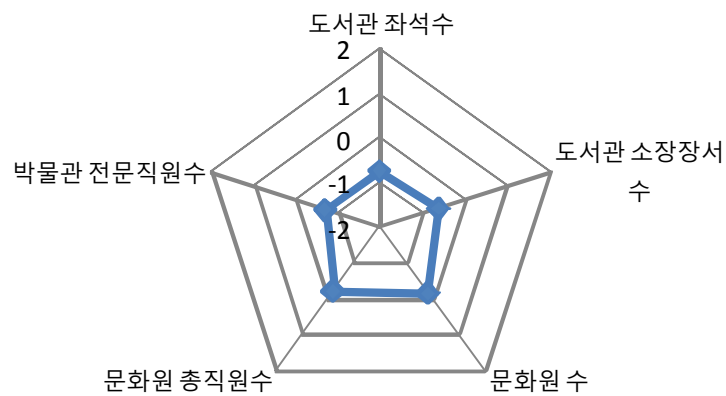 도서관 좌석수
2
1
0
-1
-2
도서관 소장장서
수
문화원 수
문화원 총직원수
박물관 전문직원수